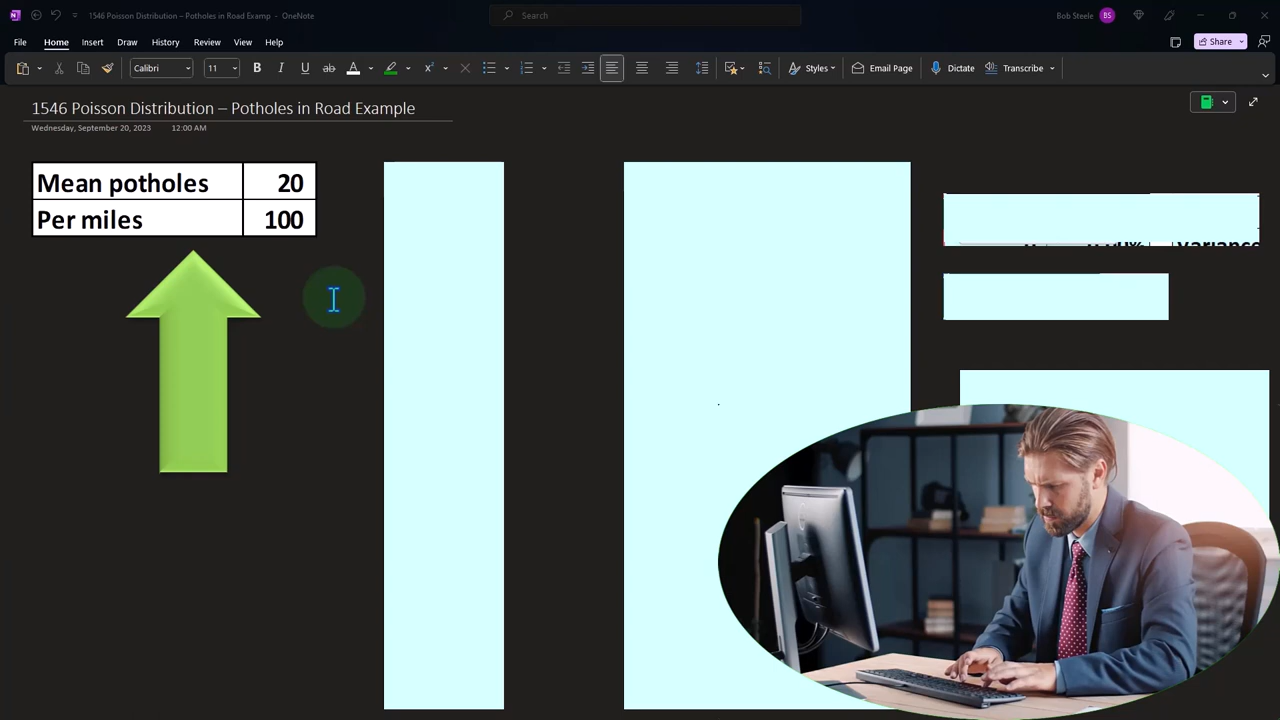 1546 Poisson Distribution – Potholes in Road Examp - OneNote
Search
Bob Steele
BS
File
Home
Insert
Draw
History
Review
View
Help
Share
Calibri
11
B
I
U
ab
A
Styles
Email Page
Dictate
Transcribe
1546 Poisson Distribution – Potholes in Road Example
Wednesday, September 20, 2023
12:00 AM
Mean potholes 20
Per miles 100